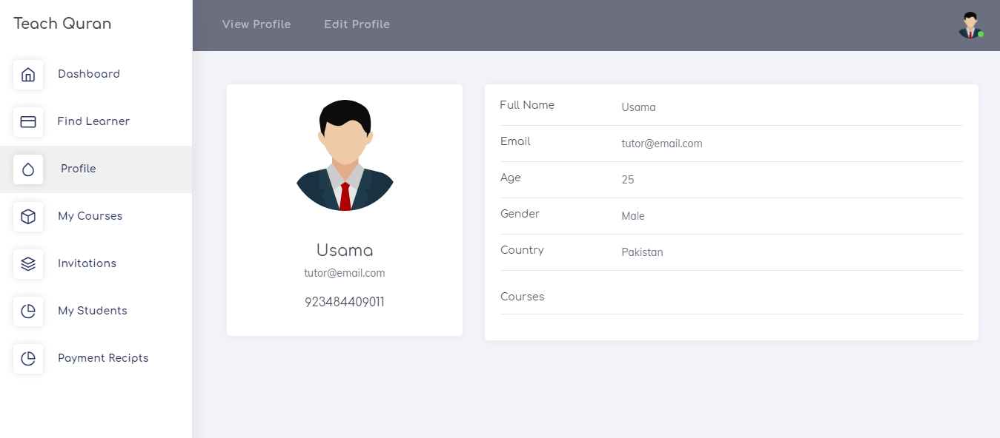 Teach Quran
View Profile
Edit Profile
Dashboard
Find Learner
Profile
My Courses
Invitations
My Students
Payment Recipts
Usama
tutor@email.com
923484409011
Full Name Usama
Email tutor@email.com
Age 25
Gender Male
Country Pakistan
Courses